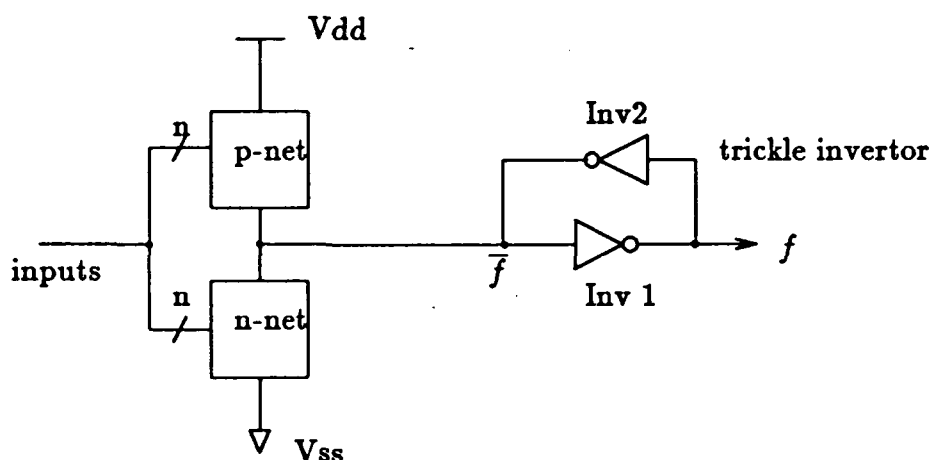 Vdd
n
p-net
Inv2
trickle invertor
inputs
f
f
n
n-net
Inv 1
Vss